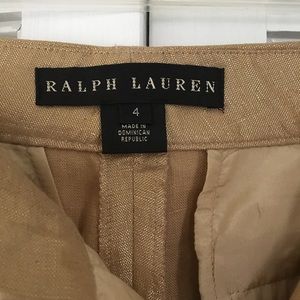 RALPH LAUREN
4
MADE IN
DOMINICAN
REPUBLIC